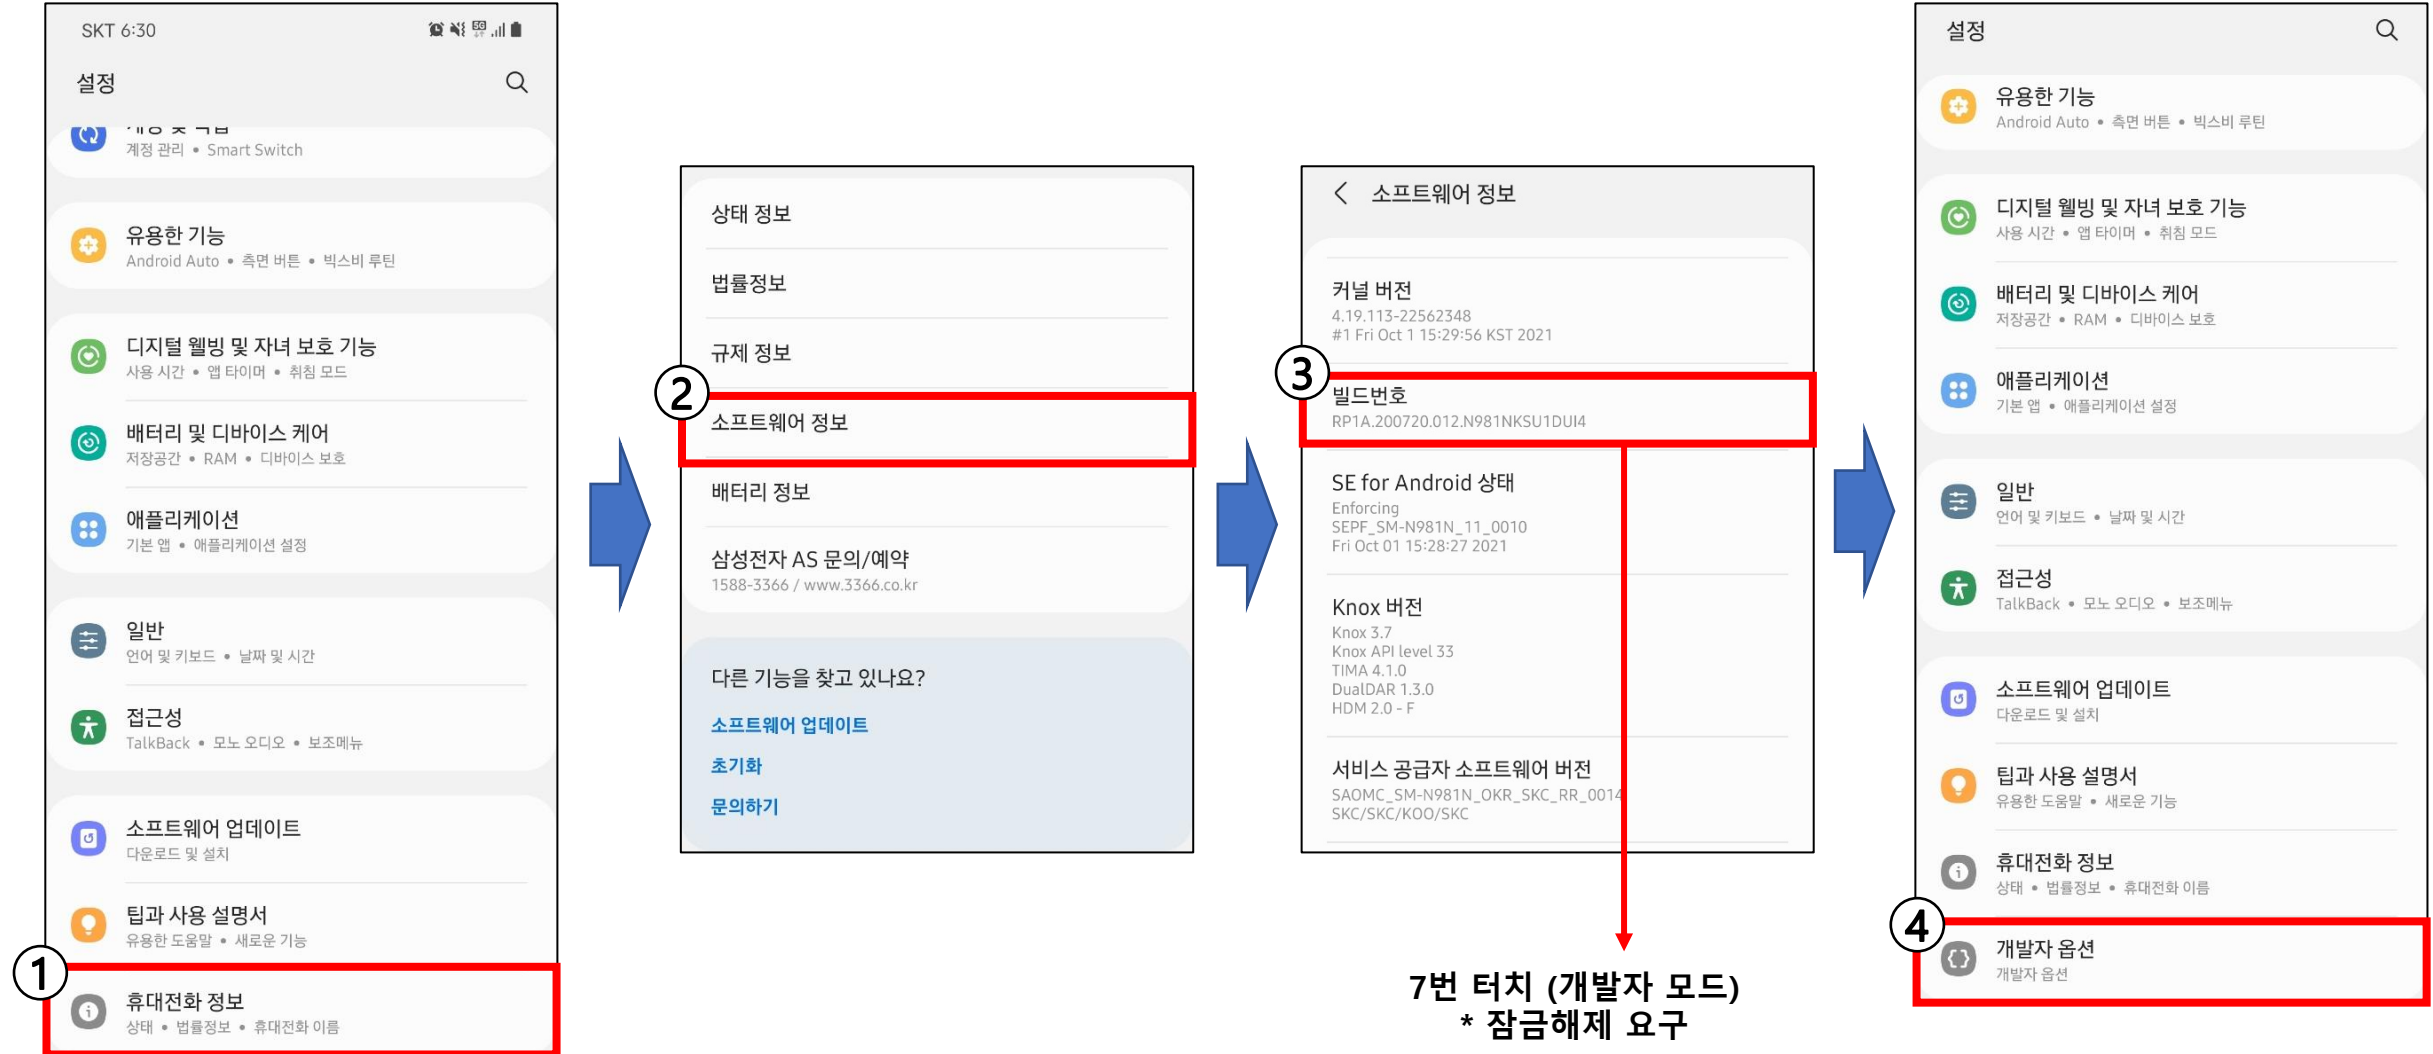 SKT 6:30
설정
계정 관리 • Smart Switch
유용한 기능
Android Auto • 측면 버튼 • 빅스비 루틴
디지털 웰빙 및 자녀 보호 기능
사용 시간 • 앱 타이머 • 취침 모드
배터리 및 디바이스 케어
저장공간 • RAM • 디바이스 보호
애플리케이션
기본 앱 • 애플리케이션 설정
일반
언어 및 키보드 • 날짜 및 시간
접근성
TalkBack • 모노 오디오 • 보조메뉴
소프트웨어 업데이트
다운로드 및 설치
팁과 사용 설명서
유용한 도움말 • 새로운 기능
1
휴대전화 정보
상태 • 법률정보 • 휴대전화 이름
상태 정보
법률정보
규제 정보
2
소프트웨어 정보
배터리 정보
삼성전자 AS 문의/예약
1588-3366 / www.3366.co.kr
다른 기능을 찾고 있나요?
소프트웨어 업데이트
초기화
문의하기
소프트웨어 정보
커널 버전
4.19.113-22562348
#1 Fri Oct 1 15:29:56 KST 2021
3
빌드번호
RP1A.200720.012.N981NKSU1DUI4
SE for Android 상태
Enforcing
SEPF_SM-N981N_11_0010
Fri Oct 01 15:28:27 2021
Knox 버전
Knox 3.7
Knox API level 33
TIMA 4.1.0
DualDAR 1.3.0
HDM 2.0 - F
서비스 공급자 소프트웨어 버전
SAOMC_SM-N981N_OKR_SKC_RR_0014
SKC/SKC/KOO/SKC
7번 터치 (개발자 모드)
* 잠금해제 요구
설정
유용한 기능
Android Auto • 측면 버튼 • 빅스비 루틴
디지털 웰빙 및 자녀 보호 기능
사용 시간 • 앱 타이머 • 취침 모드
배터리 및 디바이스 케어
저장공간 • RAM • 디바이스 보호
애플리케이션
기본 앱 • 애플리케이션 설정
일반
언어 및 키보드 • 날짜 및 시간
접근성
TalkBack • 모노 오디오 • 보조메뉴
소프트웨어 업데이트
다운로드 및 설치
팁과 사용 설명서
유용한 도움말 • 새로운 기능
휴대전화 정보
상태 • 법률정보 • 휴대전화 이름
4
개발자 옵션
개발자 옵션